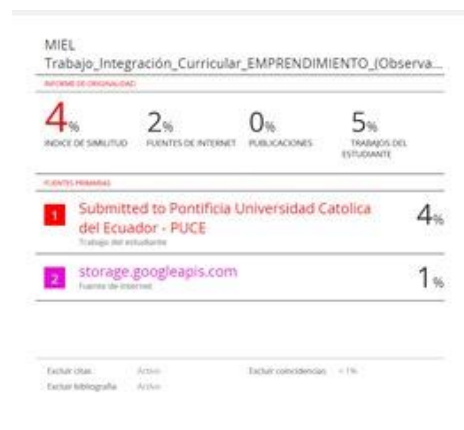 MIEL
Trabajo_Integración_Curricular_EMPRENDIMIENTO_(Observa...
INFORME DE ORIGINALIDAD
4%
INDICE DE SIMILITUD
2%
FUENTES DE INTERNET
0%
PUBLICACIONES
5%
TRABAJOS DEL
ESTUDIANTE
FUENTES PRIMARIAS
1
Submitted to Pontificia Universidad Catolica
del Ecuador - PUCE
Trabajo del estudiante
4%
2
storage.googleapis.com
Fuente de Internet
1%
Excluir citas Activo
Excluir coincidencias < 1%
Excluir bibliografía Activo